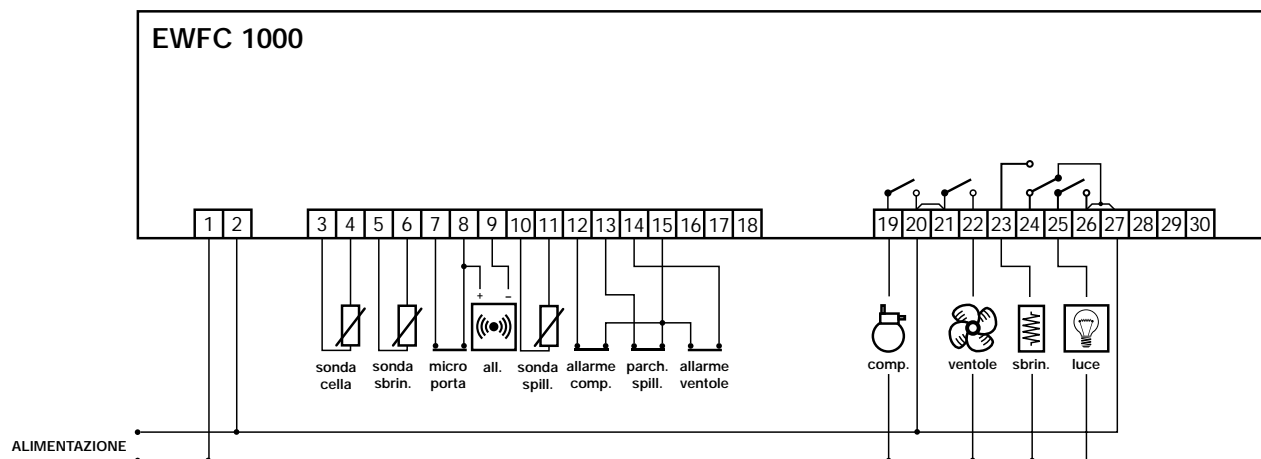 EWFC 1000
1 2 3 4 5 6 7 8 9 10 11 12 13 14 15 16 17 18 19 20 21 22 23 24 25 26 27 28 29 30
+ –
sonda cella
sonda sbrin.
micro porta
all.
sonda spill.
allarme comp.
parch. spill.
allarme ventole
comp.
ventole
sbrin.
luce
ALIMENTAZIONE